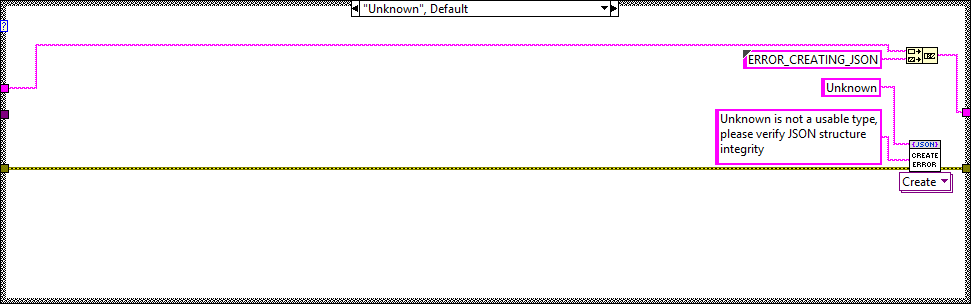 "Unknown", Default
?
ERROR_CREATING_JSON
Unknown
Unknown is not a usable type,
please verify JSON structure
integrity
{JSON}
CREATE
ERROR
Create